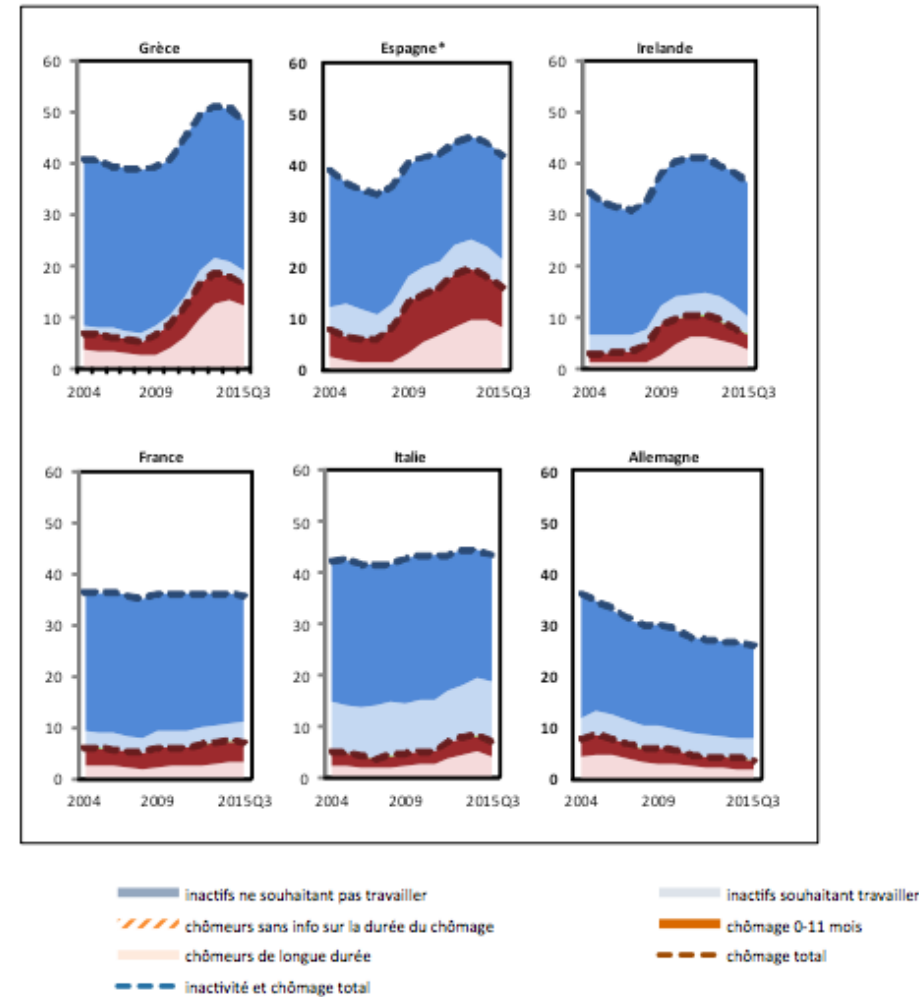 Grèce
Espagne*
Irelande
60
50
40
30
20
10
0
2004
2009
2015Q3
60
50
40
30
20
10
0
2004
2009
2015Q3
60
50
40
30
20
10
0
2004
2009
2015Q3
France
Italie
Allemagne
60
50
40
30
20
10
0
2004
2009
2015Q3
60
50
40
30
20
10
0
2004
2009
2015Q3
60
50
40
30
20
10
0
2004
2009
2015Q3
inactifs ne souhaitant pas travailler
inactifs souhaitant travailler
chômeurs sans info sur la durée du chômage
chômage 0-11 mois
chômeurs de longue durée
chômage total
inactivité et chômage total